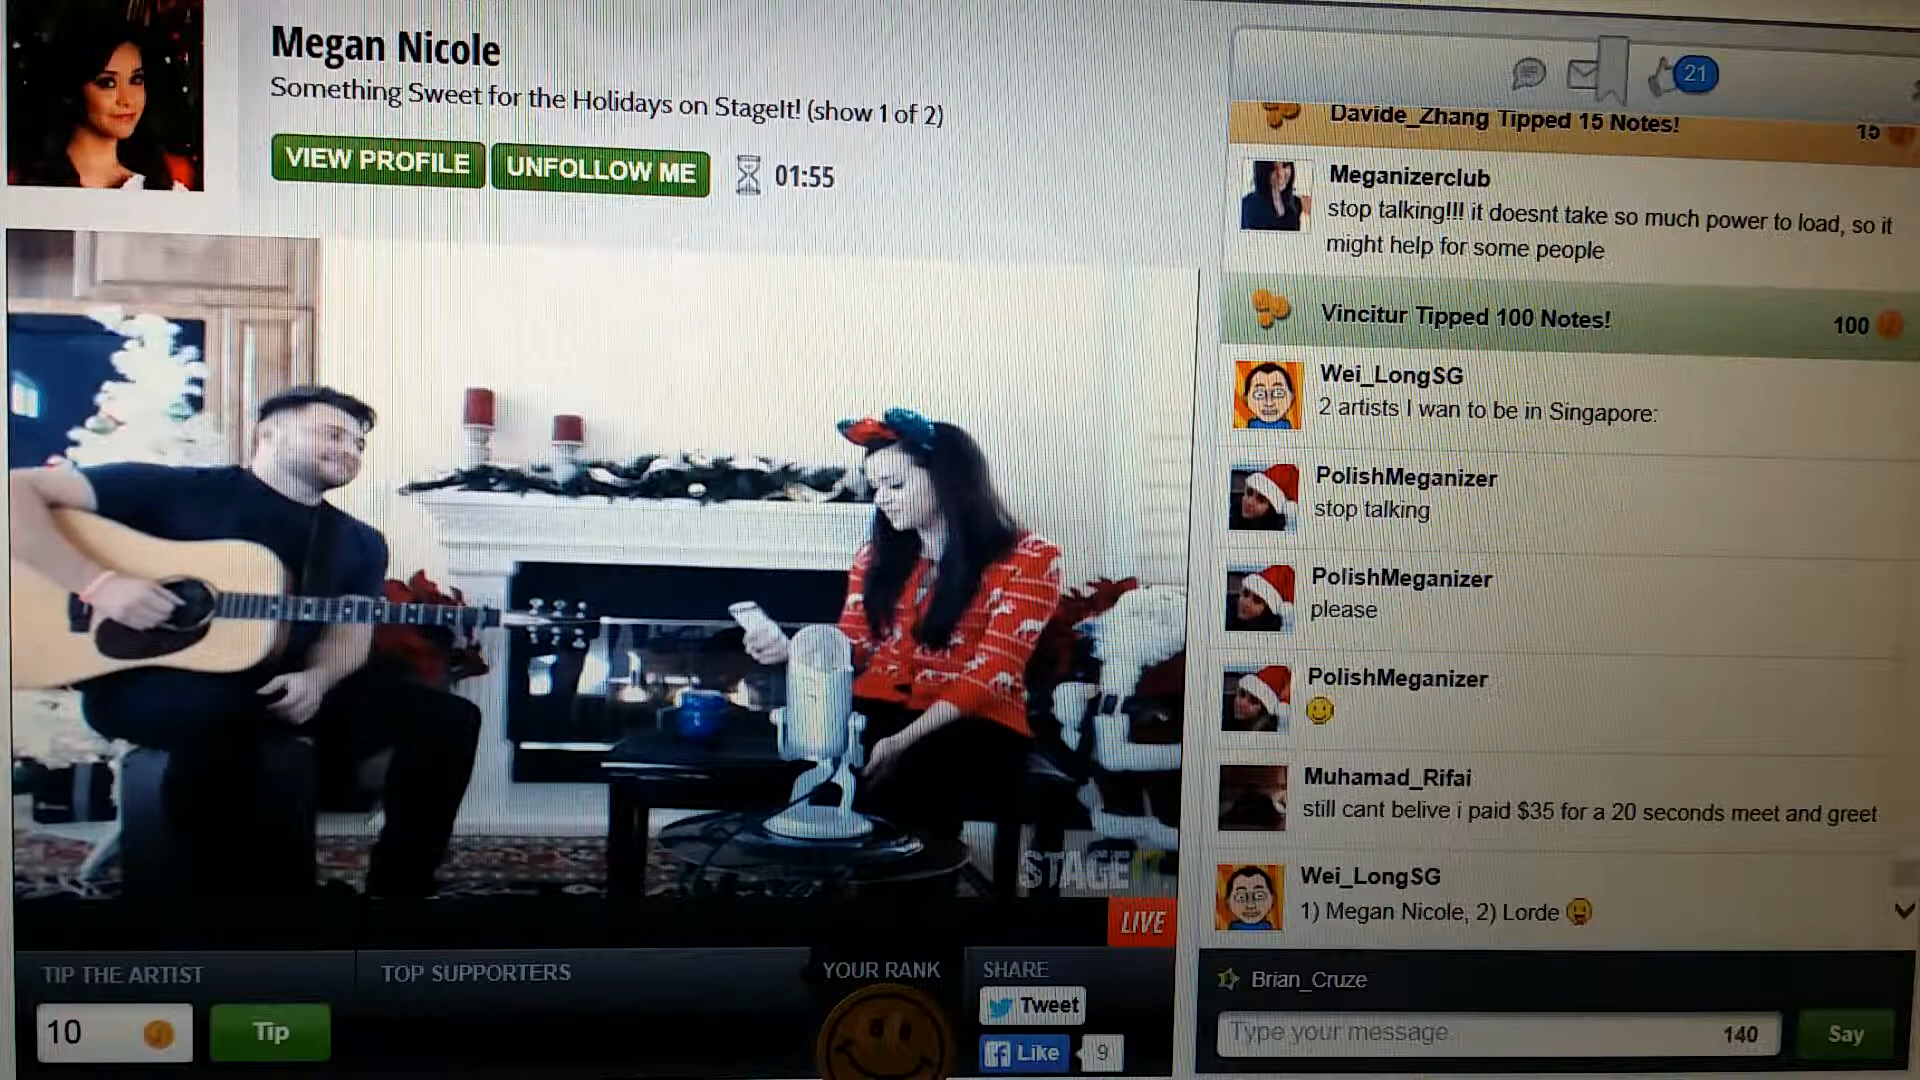 Megan Nicole
Something Sweet for the Holidays on StageIt! (show 1 of 2)
VIEW PROFILE
UNFOLLOW ME
01:55
21
Davide_Zhang Tipped 15 Notes!
15
Meganizerclub
stop talking!!! it doesnt take so much power to load, so it
might help for some people
Vincitur Tipped 100 Notes!
100
Wei_LongSG
2 artists I wan to be in Singapore:
PolishMeganizer
stop talking
PolishMeganizer
please
PolishMeganizer
Muhamad_Rifai
still cant belive i paid $35 for a 20 seconds meet and greet
Wei_LongSG
1) Megan Nicole, 2) Lorde
STAGEIT
LIVE
TIP THE ARTIST
10
Tip
TOP SUPPORTERS
YOUR RANK
SHARE
Tweet
Like
9
Brian_Cruze
Type your message
140
Say